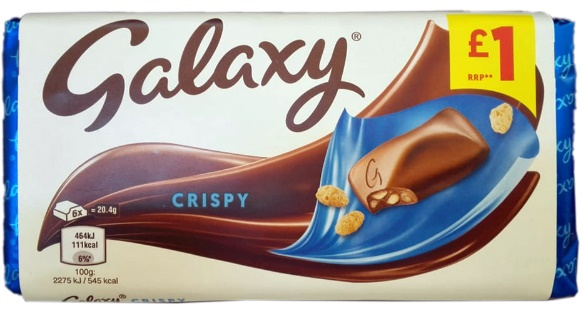 Galaxy®
£1
RRP**
CRISPY
6x = 20.4g
464kJ
111kcal
6%*
100g:
2275 kJ / 545 kcal
Galaxy® CRISPY
G